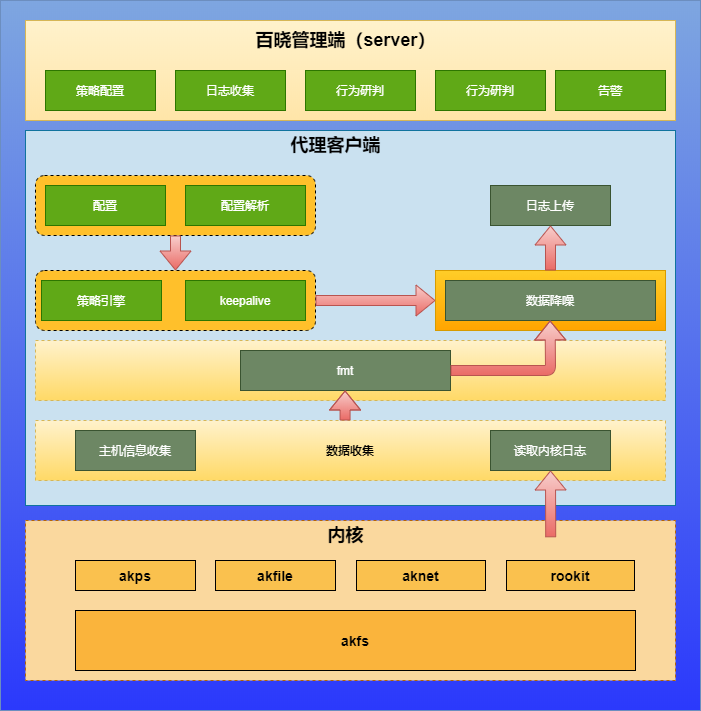 百晓管理端（server）
策略配置
日志收集
行为研判
行为研判
告警
代理客户端
配置
配置解析
日志上传
策略引擎
keepalive
数据降噪
fmt
主机信息收集
数据收集
读取内核日志
内核
akps
akfile
aknet
rookit
akfs